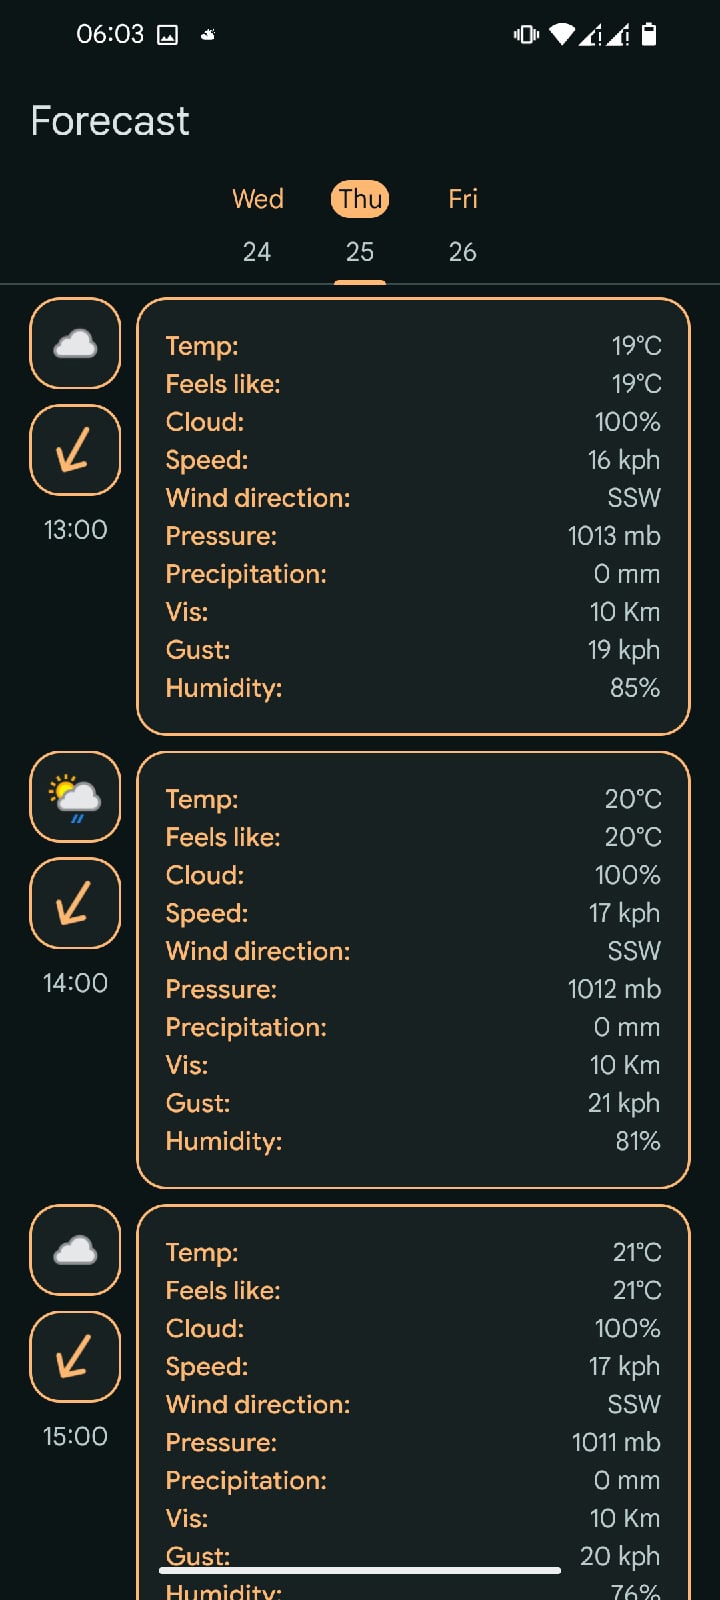 06:03
Forecast
Wed Thu Fri
24 25 26
Temp: 19°C
Feels like: 19°C
Cloud: 100%
Speed: 16 kph
Wind direction: SSW
Pressure: 1013 mb
Precipitation: 0 mm
Vis: 10 Km
Gust: 19 kph
Humidity: 85%
13:00
Temp: 20°C
Feels like: 20°C
Cloud: 100%
Speed: 17 kph
Wind direction: SSW
Pressure: 1012 mb
Precipitation: 0 mm
Vis: 10 Km
Gust: 21 kph
Humidity: 81%
14:00
Temp: 21°C
Feels like: 21°C
Cloud: 100%
Speed: 17 kph
Wind direction: SSW
Pressure: 1011 mb
Precipitation: 0 mm
Vis: 10 Km
Gust: 20 kph
Humidity: 76%
15:00